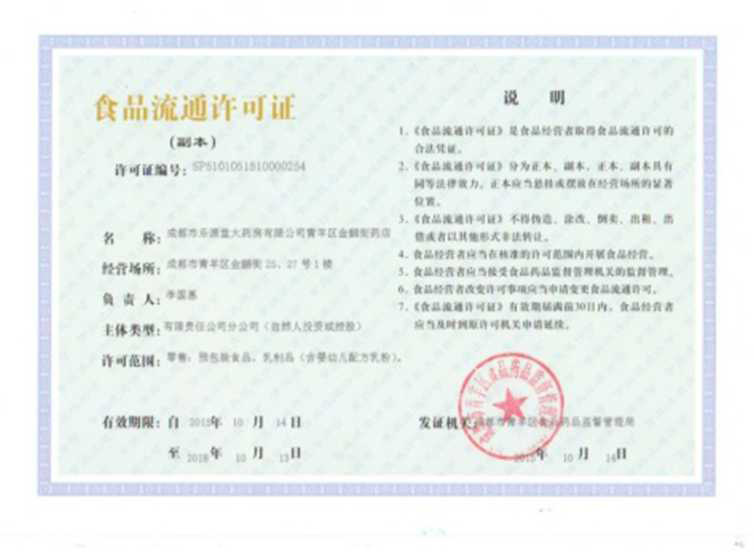 食品流通许可证
(副本)
许可证编号: SP5101051510000254
名 称: 成都市乐源堂大药房有限公司青羊区金鹏街药店
经营场所: 成都市青羊区金鹏街 25、27 号 1 楼
负 责 人: 李国惠
主体类型: 有限责任公司分公司(自然人投资或控股)
许可范围: 零售: 预包装食品、乳制品(含婴幼儿配方乳粉)。
有效期限: 自 2015年 10 月 14日
至 2018年 10 月 13日
说 明
1、《食品流通许可证》是食品经营者取得食品流通许可的
合法凭证。
2、《食品流通许可证》分为正本、副本。正本、副本具有
同等法律效力。正本应当悬挂或摆放在经营场所的显著
位置。
3、《食品流通许可证》不得伪造、涂改、倒卖、出租、出
借或者以其他形式非法转让。
4、食品经营者应当在核准的许可范围内开展食品经营。
5、食品经营者应当接受食品药品监督管理机关的监督管理。
6、食品经营者改变许可事项应当申请变更食品流通许可。
7、《食品流通许可证》有效期届满前30日内，食品经营者
应当及时到原许可机关申请延续。
发证机关: 成都市青羊区食品药品监督管理局
2015年 10 月 14日